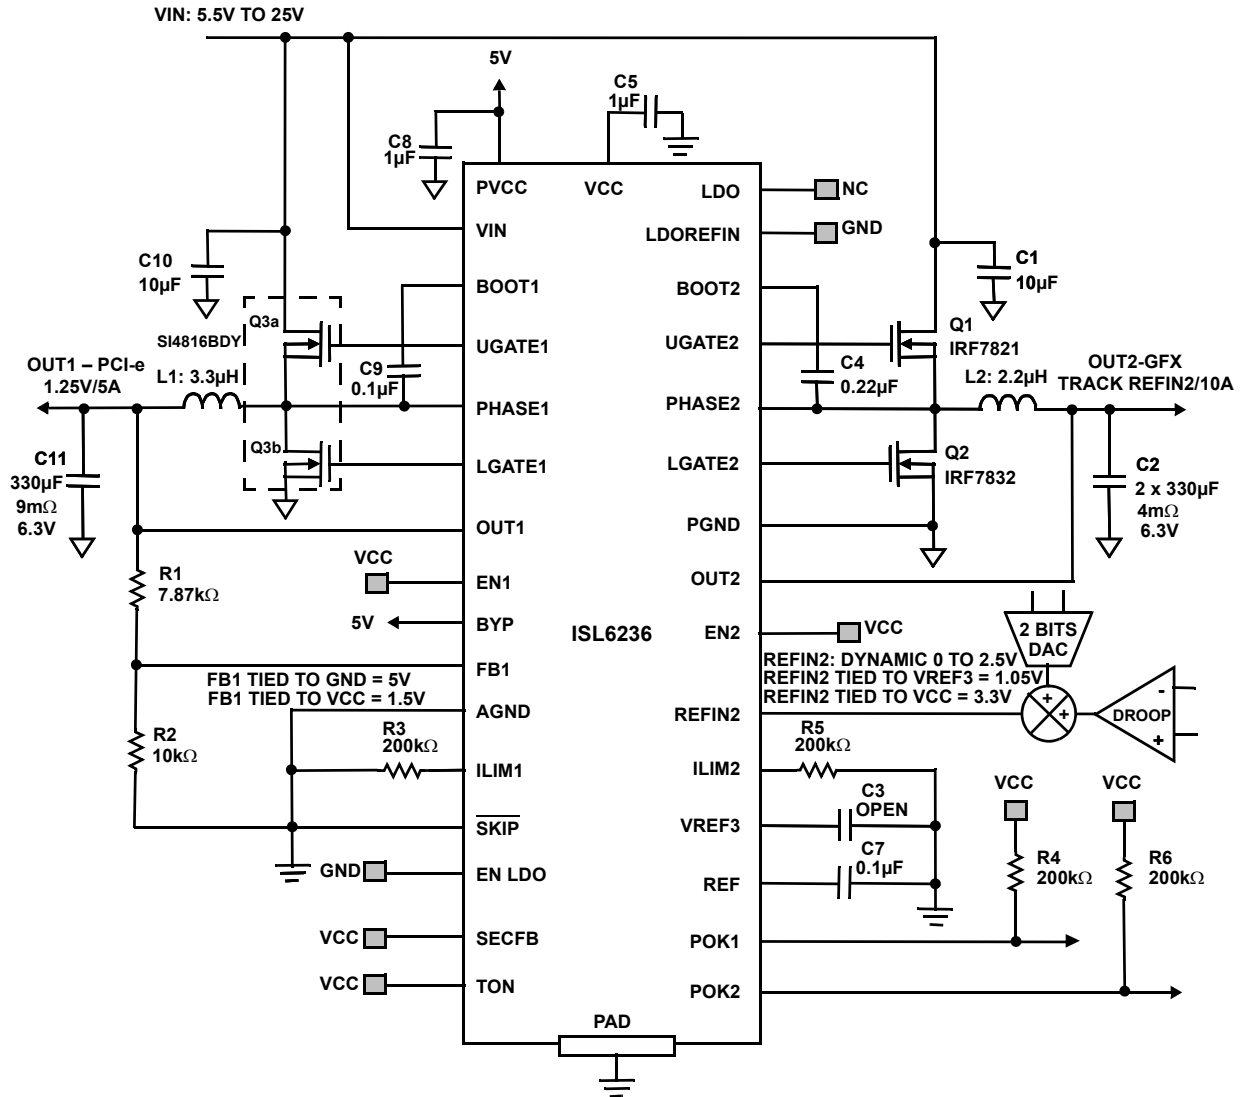 VIN: 5.5V TO 25V
5V
C5
1µF
C8
1µF
PVCC
VCC
LDO
NC
VIN
LDOREFIN
GND
C10
10µF
C1
10µF
BOOT1
BOOT2
Q3a
SI4816BDY
UGATE1
UGATE2
Q1
IRF7821
OUT1 – PCI-e
1.25V/5A
L1: 3.3µH
C9
0.1µF
C4
0.22µF
L2: 2.2µH
OUT2-GFX
TRACK REFIN2/10A
PHASE1
PHASE2
Q3b
LGATE1
LGATE2
Q2
IRF7832
C11
330µF
9mΩ
6.3V
C2
2 x 330µF
4mΩ
6.3V
OUT1
PGND
VCC
EN1
OUT2
R1
7.87kΩ
5V
BYP
ISL6236
EN2
VCC
2 BITS
DAC
FB1
FB1 TIED TO GND = 5V
FB1 TIED TO VCC = 1.5V
REFIN2: DYNAMIC 0 TO 2.5V
REFIN2 TIED TO VREF3 = 1.05V
REFIN2 TIED TO VCC = 3.3V
AGND
REFIN2
+
+
DROOP
-
+
R2
10kΩ
R3
200kΩ
R5
200kΩ
ILIM1
ILIM2
C3
OPEN
VCC
VCC
SKIP
VREF3
C7
0.1µF
GND
EN LDO
REF
R4
200kΩ
R6
200kΩ
VCC
SECFB
POK1
VCC
TON
POK2
PAD